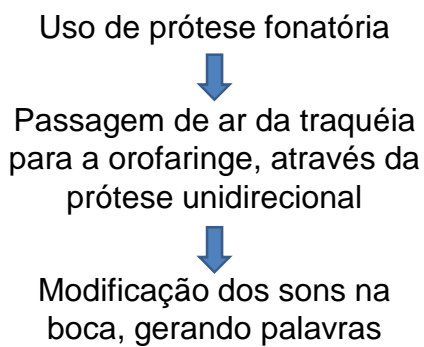 Uso de prótese fonatória
Passagem de ar da traquéia
para a orofaringe, através da
prótese unidirecional
Modificação dos sons na
boca, gerando palavras